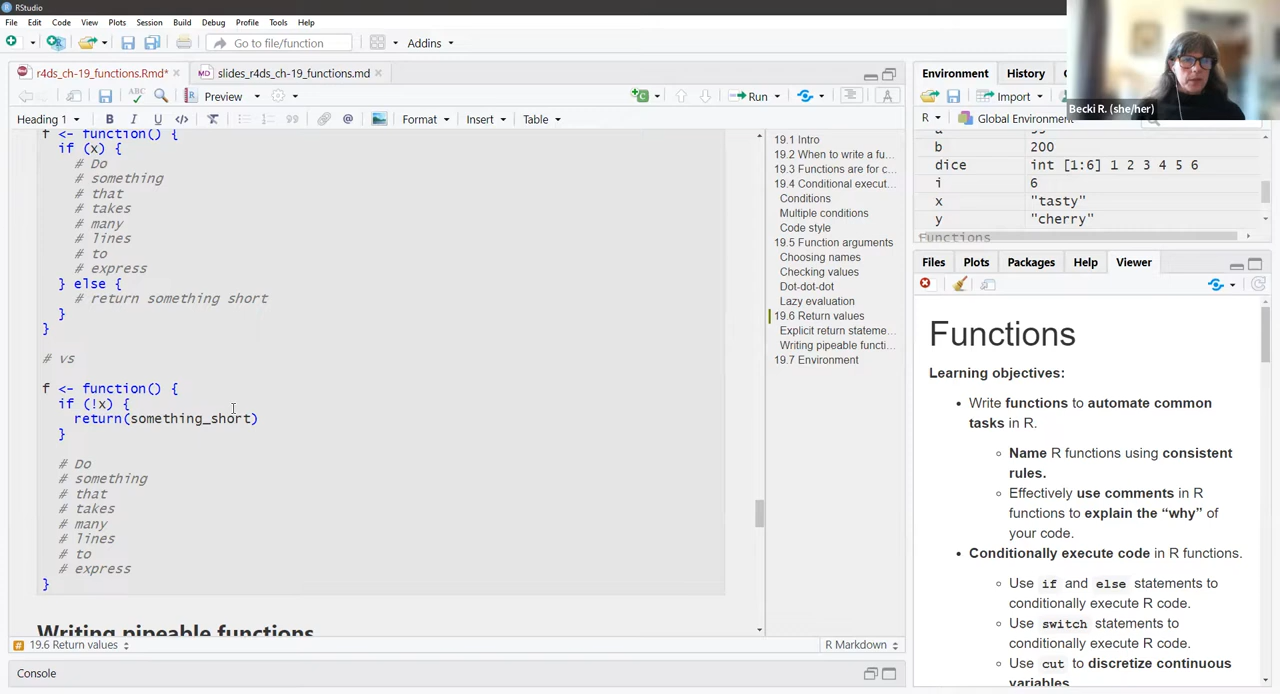 RStudio
File Edit Code View Plots Session Build Debug Profile Tools Help
Go to file/function Addins
r4ds_ch-19_functions.Rmd* slides_r4ds_ch-19_functions.md
ABC Preview Run
Heading 1 B I U </> 99 @ Format Insert Table
f <- function() {
if (x) {
# Do
# something
# that
# takes
# many
# lines
# to
# express
} else {
# return something short
}
}
# vs
f <- function() {
if (!x) {
return(something_short)
}
# Do
# something
# that
# takes
# many
# lines
# to
# express
}
Writing pipeable functions
19.6 Return values R Markdown
Console
19.1 Intro
19.2 When to write a fu...
19.3 Functions are for c...
19.4 Conditional execut...
Conditions
Multiple conditions
Code style
19.5 Function arguments
Choosing names
Checking values
Dot-dot-dot
Lazy evaluation
19.6 Return values
Explicit return stateme...
Writing pipeable functi...
19.7 Environment
Becki R. (she/her)
Environment History
Import
R Global Environment
b 200
dice int [1:6] 1 2 3 4 5 6
i 6
x "tasty"
y "cherry"
Functions
Files Plots Packages Help Viewer
Functions
Learning objectives:
• Write functions to automate common
tasks in R.
○ Name R functions using consistent
rules.
○ Effectively use comments in R
functions to explain the “why” of
your code.
• Conditionally execute code in R functions.
○ Use if and else statements to
conditionally execute R code.
○ Use switch statements to
conditionally execute R code.
○ Use cut to discretize continuous
variables